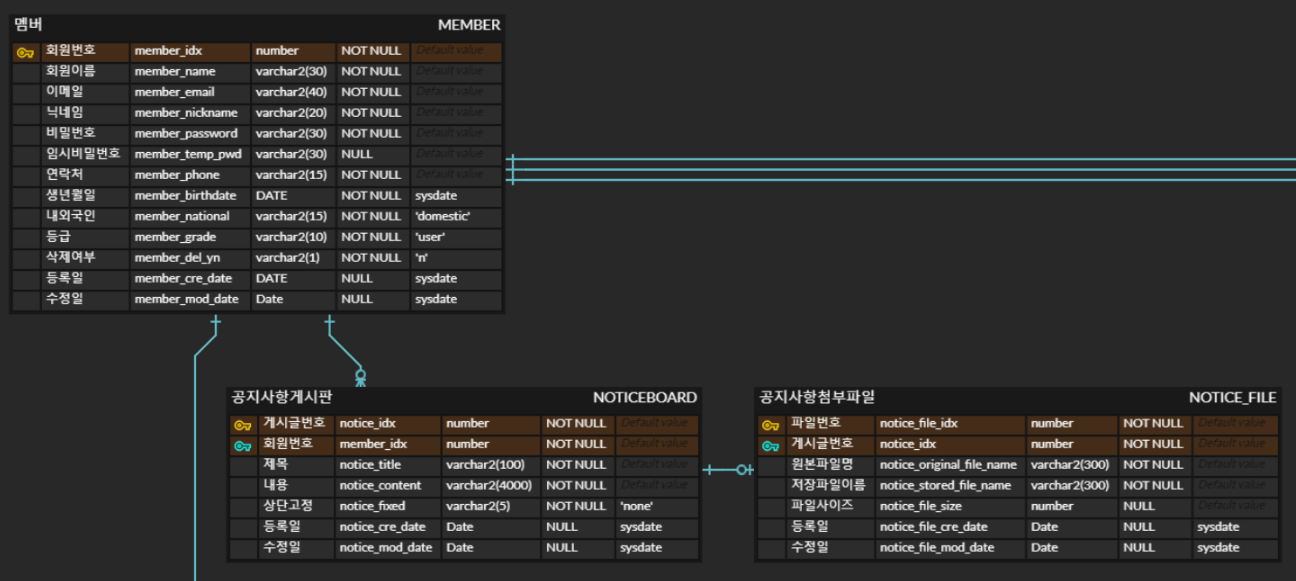 멤버 MEMBER
회원번호 member_idx number NOT NULL Default value
회원이름 member_name varchar2(30) NOT NULL Default value
이메일 member_email varchar2(40) NOT NULL Default value
닉네임 member_nickname varchar2(20) NOT NULL Default value
비밀번호 member_password varchar2(30) NOT NULL Default value
임시비밀번호 member_temp_pwd varchar2(30) NULL Default value
연락처 member_phone varchar2(15) NOT NULL Default value
생년월일 member_birthdate DATE NOT NULL sysdate
내외국인 member_national varchar2(15) NOT NULL 'domestic'
등급 member_grade varchar2(10) NOT NULL 'user'
삭제여부 member_del_yn varchar2(1) NOT NULL 'n'
등록일 member_cre_date DATE NULL sysdate
수정일 member_mod_date Date NULL sysdate
공지사항게시판 NOTICEBOARD
게시글번호 notice_idx number NOT NULL Default value
회원번호 member_idx number NOT NULL Default value
제목 notice_title varchar2(100) NOT NULL Default value
내용 notice_content varchar2(4000) NOT NULL Default value
상단고정 notice_fixed varchar2(5) NOT NULL 'none'
등록일 notice_cre_date Date NULL sysdate
수정일 notice_mod_date Date NULL sysdate
공지사항첨부파일 NOTICE_FILE
파일번호 notice_file_idx number NOT NULL Default value
게시글번호 notice_idx number NOT NULL Default value
원본파일명 notice_original_file_name varchar2(300) NOT NULL Default value
저장파일이름 notice_stored_file_name varchar2(300) NOT NULL Default value
파일사이즈 notice_file_size number NULL Default value
등록일 notice_file_cre_date Date NULL sysdate
수정일 notice_file_mod_date Date NULL sysdate